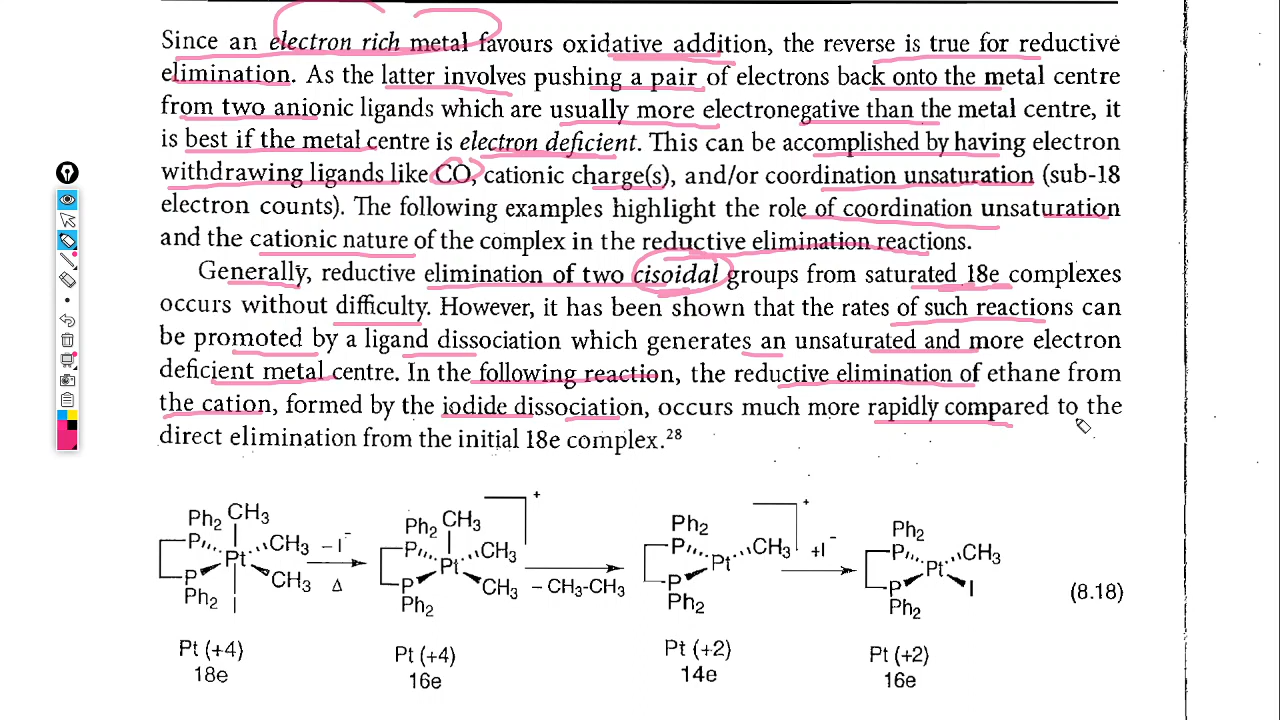 Since an electron rich metal favours oxidative addition, the reverse is true for reductive
elimination. As the latter involves pushing a pair of electrons back onto the metal centre
from two anionic ligands which are usually more electronegative than the metal centre, it
is best if the metal centre is electron deficient. This can be accomplished by having electron
withdrawing ligands like CO, cationic charge(s), and/or coordination unsaturation (sub-18
electron counts). The following examples highlight the role of coordination unsaturation
and the cationic nature of the complex in the reductive elimination reactions.
Generally, reductive elimination of two cisoidal groups from saturated 18e complexes
occurs without difficulty. However, it has been shown that the rates of such reactions can
be promoted by a ligand dissociation which generates an unsaturated and more electron
deficient metal centre. In the following reaction, the reductive elimination of ethane from
the cation, formed by the iodide dissociation, occurs much more rapidly compared to the
direct elimination from the initial 18e complex.²⁸
Ph₂ CH₃
P CH₃
Pt
P CH₃
Ph₂ I
– I⁻
Δ
Ph₂ CH₃ +
P CH₃
Pt
P CH₃
Ph₂
– CH₃-CH₃
Ph₂ +
P CH₃
Pt
P
Ph₂
+I⁻
Ph₂
P CH₃
Pt
P I
Ph₂
(8.18)
Pt (+4) Pt (+4) Pt (+2) Pt (+2)
18e 16e 14e 16e